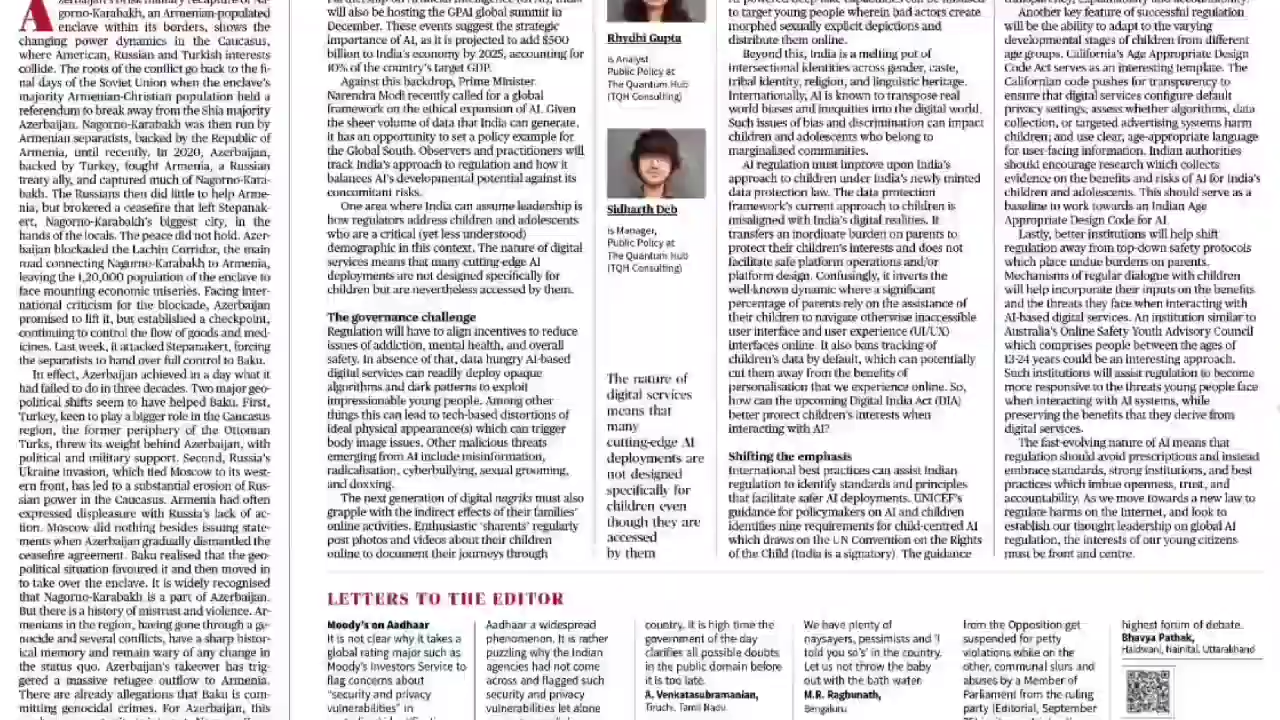 zerbaijan's brisk military recapture of Na-
A gorno-Karabakh, an Armenian-populated
enclave within its borders, shows the
changing power dynamics in the Caucasus,
where American, Russian and Turkish interests
collide. The roots of the conflict go back to the fi-
nal days of the Soviet Union when the enclave's
majority Armenian-Christian population held a
referendum to break away from the Shia majority
Azerbaijan. Nagorno-Karabakh was then run by
Armenian separatists, backed by the Republic of
Armenia, until recently. In 2020, Azerbaijan,
backed by Turkey, fought Armenia, a Russian
treaty ally, and captured much of Nagorno-Kara-
bakh. The Russians then did little to help Arme-
nia, but brokered a ceasefire that left Stepanak-
ert, Nagorno-Karabakh's biggest city, in the
hands of the locals. The peace did not hold. Azer-
baijan blockaded the Lachin Corridor, the main
road connecting Nagorno-Karabakh to Armenia,
leaving the 1,20,000 population of the enclave to
face mounting economic miseries. Facing inter-
national criticism for the blockade, Azerbaijan
promised to lift it, but established a checkpoint,
continuing to control the flow of goods and med-
icines. Last week, it attacked Stepanakert, forcing
the separatists to hand over full control to Baku.
In effect, Azerbaijan achieved in a day what it
had failed to do in three decades. Two major geo-
political shifts seem to have helped Baku. First,
Turkey, keen to play a bigger role in the Caucasus
region, the former periphery of the Ottoman
Turks, threw its weight behind Azerbaijan, with
political and military support. Second, Russia's
Ukraine invasion, which tied Moscow to its west-
ern front, has led to a substantial erosion of Rus-
sian power in the Caucasus. Armenia had often
expressed displeasure with Russia's lack of ac-
tion. Moscow did nothing besides issuing state-
ments when Azerbaijan gradually dismantled the
ceasefire agreement. Baku realised that the geo-
political situation favoured it and then moved in
to take over the enclave. It is widely recognised
that Nagorno-Karabakh is a part of Azerbaijan.
But there is a history of mistrust and violence. Ar-
menians in the region, having gone through a ge-
nocide and several conflicts, have a sharp histor-
ical memory and remain wary of any change in
the status quo. Azerbaijan's takeover has trig-
gered a massive refugee outflow to Armenia.
There are already allegations that Baku is com-
mitting genocidal crimes. For Azerbaijan, this
will also be hosting the GPAI global summit in
December. These events suggest the strategic
importance of AI, as it is projected to add $500
billion to India's economy by 2025, accounting for
10% of the country's target GDP.
Against this backdrop, Prime Minister
Narendra Modi recently called for a global
framework on the ethical expansion of AI. Given
the sheer volume of data that India can generate,
it has an opportunity to set a policy example for
the Global South. Observers and practitioners will
track India's approach to regulation and how it
balances AI's developmental potential against its
concomitant risks.
One area where India can assume leadership is
how regulators address children and adolescents
who are a critical (yet less understood)
demographic in this context. The nature of digital
services means that many cutting-edge AI
deployments are not designed specifically for
children but are nevertheless accessed by them.
The governance challenge
Regulation will have to align incentives to reduce
issues of addiction, mental health, and overall
safety. In absence of that, data hungry AI-based
digital services can readily deploy opaque
algorithms and dark patterns to exploit
impressionable young people. Among other
things this can lead to tech-based distortions of
ideal physical appearance(s) which can trigger
body image issues. Other malicious threats
emerging from AI include misinformation,
radicalisation, cyberbullying, sexual grooming,
and doxxing.
The next generation of digital nagriks must also
grapple with the indirect effects of their families'
online activities. Enthusiastic 'sharents' regularly
post photos and videos about their children
online to document their journeys through
Rhydhi Gupta
is Analyst
Public Policy at
The Quantum Hub
(TQH Consulting)
Sidharth Deb
is Manager,
Public Policy at
The Quantum Hub
(TQH Consulting)
The nature of
digital services
means that
many
cutting-edge AI
deployments are
not designed
specifically for
children even
though they are
accessed
by them
to target young people wherein bad actors create
morphed sexually explicit depictions and
distribute them online.
Beyond this, India is a melting pot of
intersectional identities across gender, caste,
tribal identity, religion, and linguistic heritage.
Internationally, AI is known to transpose real
world biases and inequities into the digital world.
Such issues of bias and discrimination can impact
children and adolescents who belong to
marginalised communities.
AI regulation must improve upon India's
approach to children under India's newly minted
data protection law. The data protection
framework's current approach to children is
misaligned with India's digital realities. It
transfers an inordinate burden on parents to
protect their children's interests and does not
facilitate safe platform operations and/or
platform design. Confusingly, it inverts the
well-known dynamic where a significant
percentage of parents rely on the assistance of
their children to navigate otherwise inaccessible
user interface and user experience (UI/UX)
interfaces online. It also bans tracking of
children's data by default, which can potentially
cut them away from the benefits of
personalisation that we experience online. So,
how can the upcoming Digital India Act (DIA)
better protect children's interests when
interacting with AI?
Shifting the emphasis
International best practices can assist Indian
regulation to identify standards and principles
that facilitate safer AI deployments. UNICEF's
guidance for policymakers on AI and children
identifies nine requirements for child-centred AI
which draws on the UN Convention on the Rights
of the Child (India is a signatory). The guidance
Another key feature of successful regulation
will be the ability to adapt to the varying
developmental stages of children from different
age groups. California's Age Appropriate Design
Code Act serves as an interesting template. The
Californian code pushes for transparency to
ensure that digital services configure default
privacy settings; assess whether algorithms, data
collection, or targeted advertising systems harm
children; and use clear, age-appropriate language
for user-facing information. Indian authorities
should encourage research which collects
evidence on the benefits and risks of AI for India's
children and adolescents. This should serve as a
baseline to work towards an Indian Age
Appropriate Design Code for AI.
Lastly, better institutions will help shift
regulation away from top-down safety protocols
which place undue burdens on parents.
Mechanisms of regular dialogue with children
will help incorporate their inputs on the benefits
and the threats they face when interacting with
AI-based digital services. An institution similar to
Australia's Online Safety Youth Advisory Council
which comprises people between the ages of
13-24 years could be an interesting approach.
Such institutions will assist regulation to become
more responsive to the threats young people face
when interacting with AI systems, while
preserving the benefits that they derive from
digital services.
The fast-evolving nature of AI means that
regulation should avoid prescriptions and instead
embrace standards, strong institutions, and best
practices which imbue openness, trust, and
accountability. As we move towards a new law to
regulate harms on the Internet, and look to
establish our thought leadership on global AI
regulation, the interests of our young citizens
must be front and centre.
LETTERS TO THE EDITOR
Moody's on Aadhaar
It is not clear why it takes a
global rating major such as
Moody's Investors Service to
flag concerns about
"security and privacy
vulnerabilities" in
Aadhaar a widespread
phenomenon. It is rather
puzzling why the Indian
agencies had not come
across and flagged such
security and privacy
vulnerabilities let alone
country. It is high time the
government of the day
clarifies all possible doubts
in the public domain before
it is too late.
A. Venkatasubramanian,
Tiruchi, Tamil Nadu
We have plenty of
naysayers, pessimists and 'I
told you so's' in the country.
Let us not throw the baby
out with the bath water.
M.R. Raghunath,
Bengaluru
from the Opposition get
suspended for petty
violations while on the
other, communal slurs and
abuses by a Member of
Parliament from the ruling
party (Editorial, September
highest forum of debate.
Bhavya Pathak,
Haldwani, Nainital, Uttarakhand